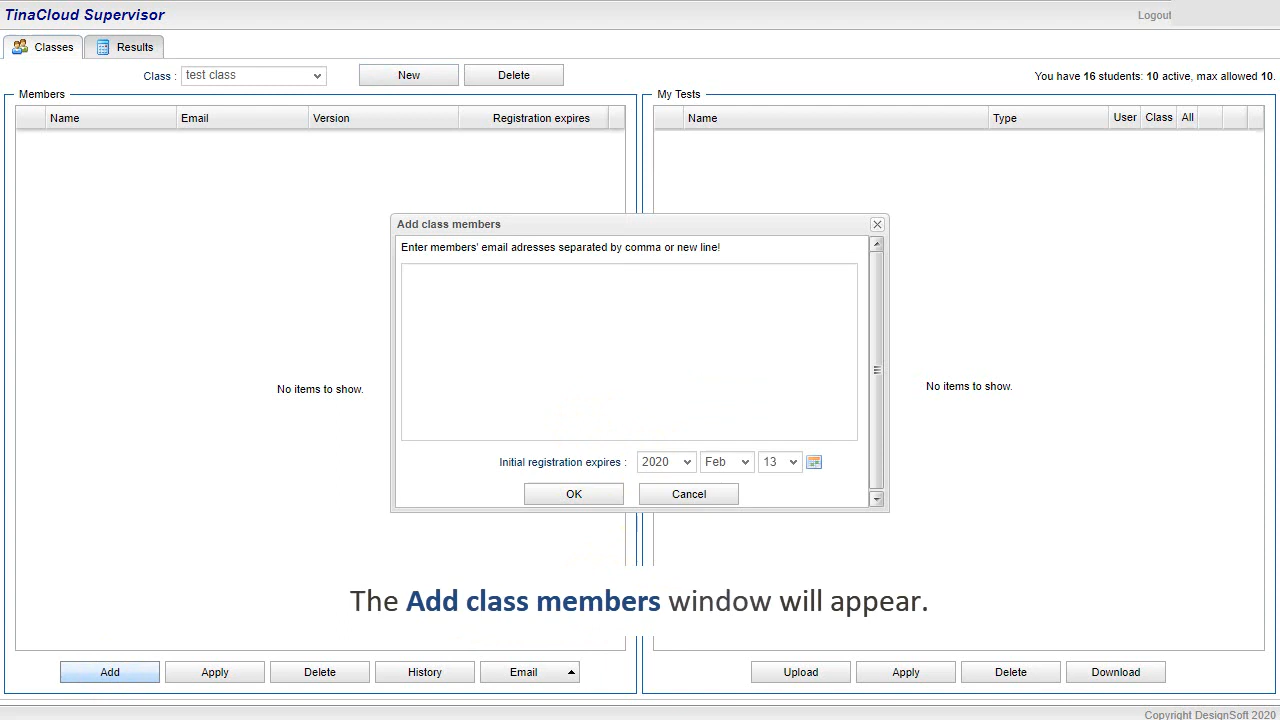 TinaCloud Supervisor
Logout
Classes Results
Class : test class New Delete You have 16 students: 10 active, max allowed 10.
Members
Name Email Version Registration expires
No items to show.
Add Apply Delete History Email
My Tests
Name Type User Class All
No items to show.
Upload Apply Delete Download
Add class members
Enter members' email adresses separated by comma or new line!
Initial registration expires : 2020 Feb 13
OK Cancel
The Add class members window will appear.
Copyright DesignSoft 2020